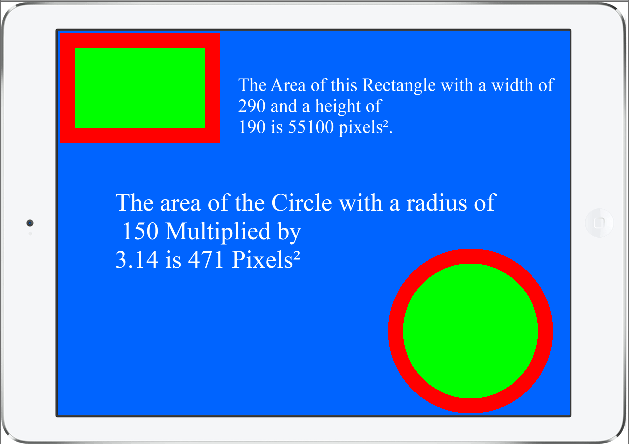 The Area of this Rectangle with a width of
290 and a height of
190 is 55100 pixels².
The area of the Circle with a radius of
150 Multiplied by
3.14 is 471 Pixels²